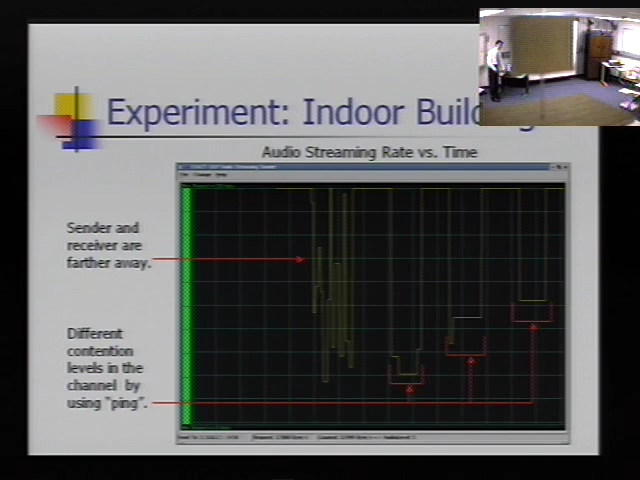 Experiment: Indoor Building
Audio Streaming Rate vs. Time
Sender and
receiver are
farther away.
Different
contention
levels in the
channel by
using "ping".